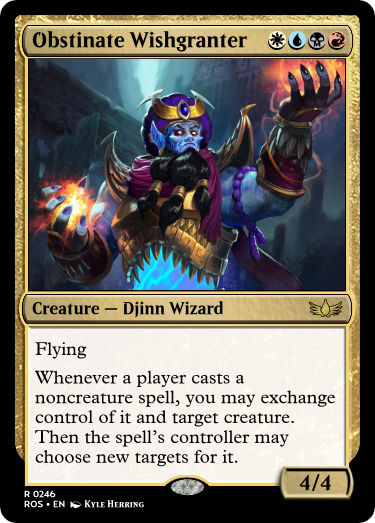 Obstinate Wishgranter
Creature — Djinn Wizard
Flying
Whenever a player casts a
noncreature spell, you may exchange
control of it and target creature.
Then the spell's controller may
choose new targets for it.
4/4
R 0246
ROS • EN Kyle Herring